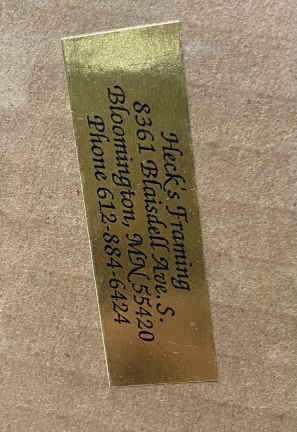 Heck's Framing
8361 Blaisdell Ave. S.
Bloomington, MN 55420
Phone 612-884-6424